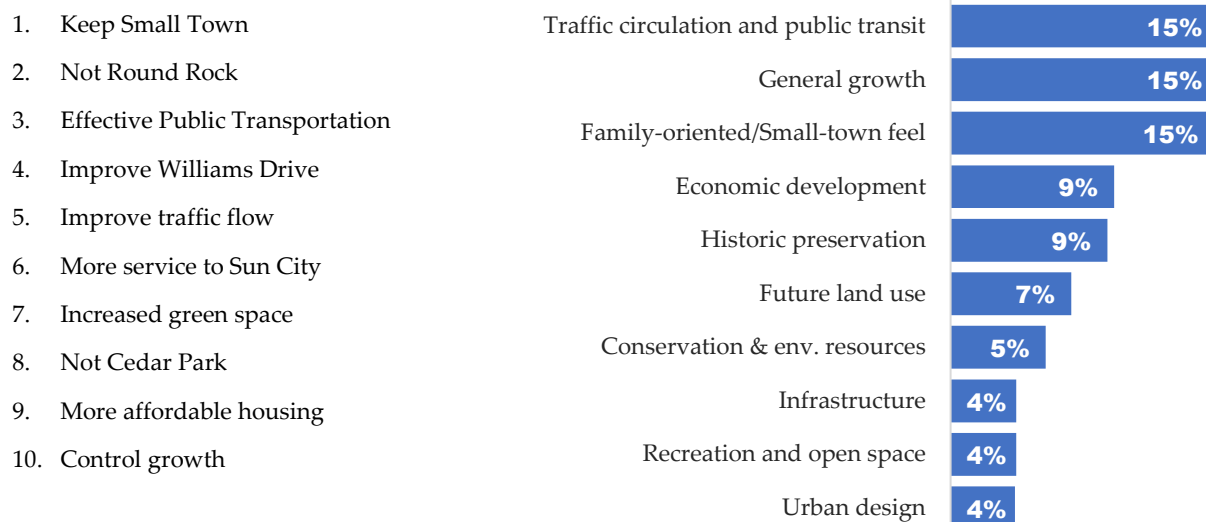 1. Keep Small Town
2. Not Round Rock
3. Effective Public Transportation
4. Improve Williams Drive
5. Improve traffic flow
6. More service to Sun City
7. Increased green space
8. Not Cedar Park
9. More affordable housing
10. Control growth
Traffic circulation and public transit 15%
General growth 15%
Family-oriented/Small-town feel 15%
Economic development 9%
Historic preservation 9%
Future land use 7%
Conservation & env. resources 5%
Infrastructure 4%
Recreation and open space 4%
Urban design 4%